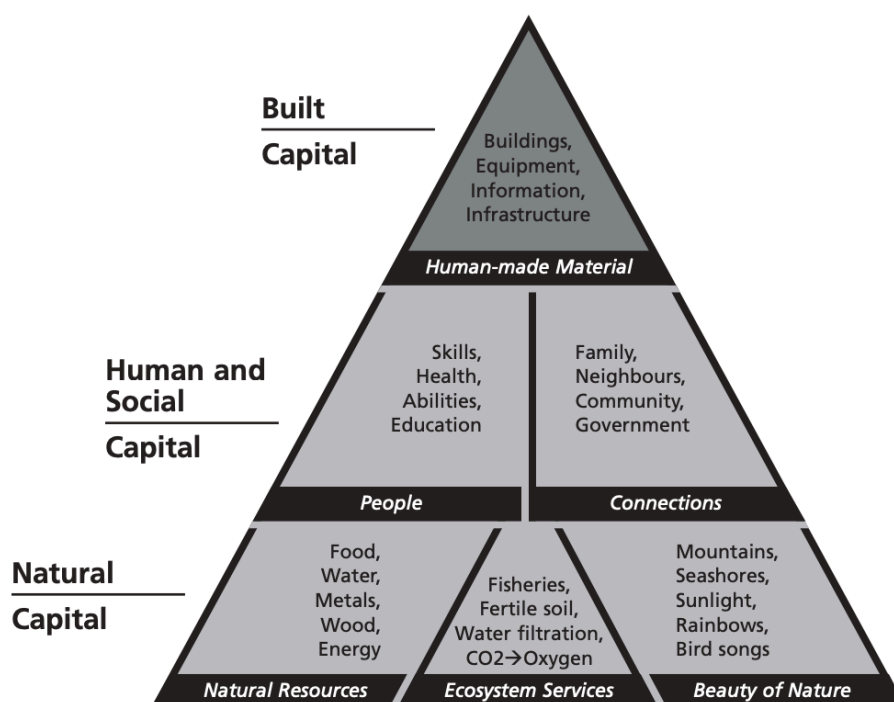 Built
Capital
Buildings,
Equipment,
Information,
Infrastructure
Human-made Material
Human and
Social
Capital
Skills,
Health,
Abilities,
Education
People
Family,
Neighbours,
Community,
Government
Connections
Natural
Capital
Food,
Water,
Metals,
Wood,
Energy
Natural Resources
Fisheries,
Fertile soil,
Water filtration,
CO2→Oxygen
Ecosystem Services
Mountains,
Seashores,
Sunlight,
Rainbows,
Bird songs
Beauty of Nature